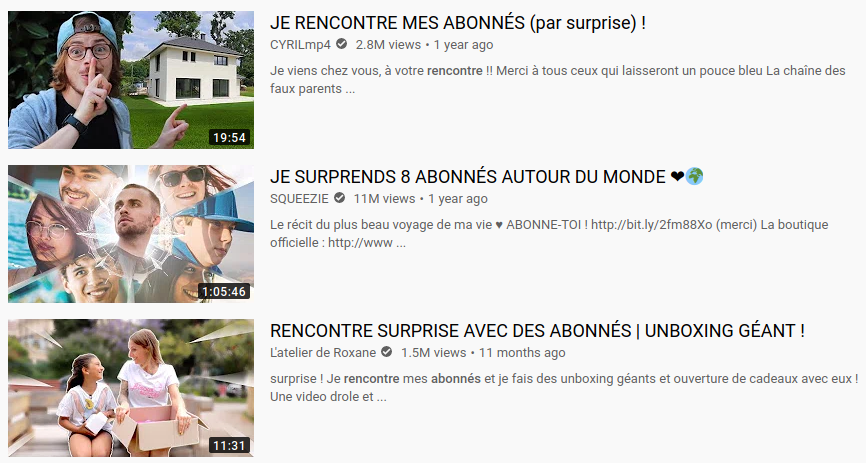 JE RENCONTRE MES ABONNÉS (par surprise) !
CYRILmp4 2.8M views • 1 year ago
Je viens chez vous, à votre rencontre !! Merci à tous ceux qui laisseront un pouce bleu La chaîne des
faux parents ...
19:54
JE SURPRENDS 8 ABONNÉS AUTOUR DU MONDE ❤🌍
SQUEEZIE 11M views • 1 year ago
Le récit du plus beau voyage de ma vie ♥ ABONNE-TOI ! http://bit.ly/2fm88Xo (merci) La boutique
officielle : http://www ...
1:05:46
RENCONTRE SURPRISE AVEC DES ABONNÉS | UNBOXING GÉANT !
L'atelier de Roxane 1.5M views • 11 months ago
surprise ! Je rencontre mes abonnés et je fais des unboxing géants et ouverture de cadeaux avec eux !
Une video drole et ...
11:31